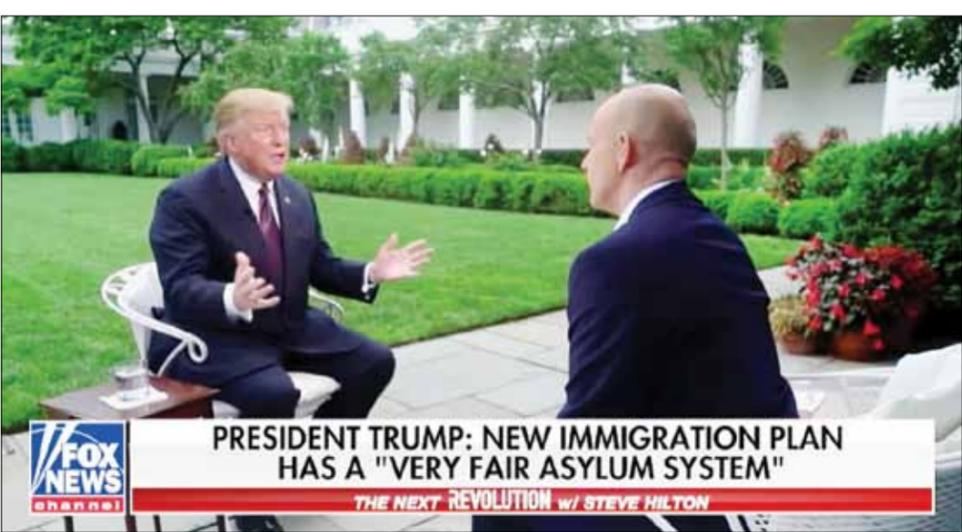 PRESIDENT TRUMP: NEW IMMIGRATION PLAN
HAS A "VERY FAIR ASYLUM SYSTEM"
FOX
NEWS
channel
THE NEXT REVOLUTION w/ STEVE HILTON